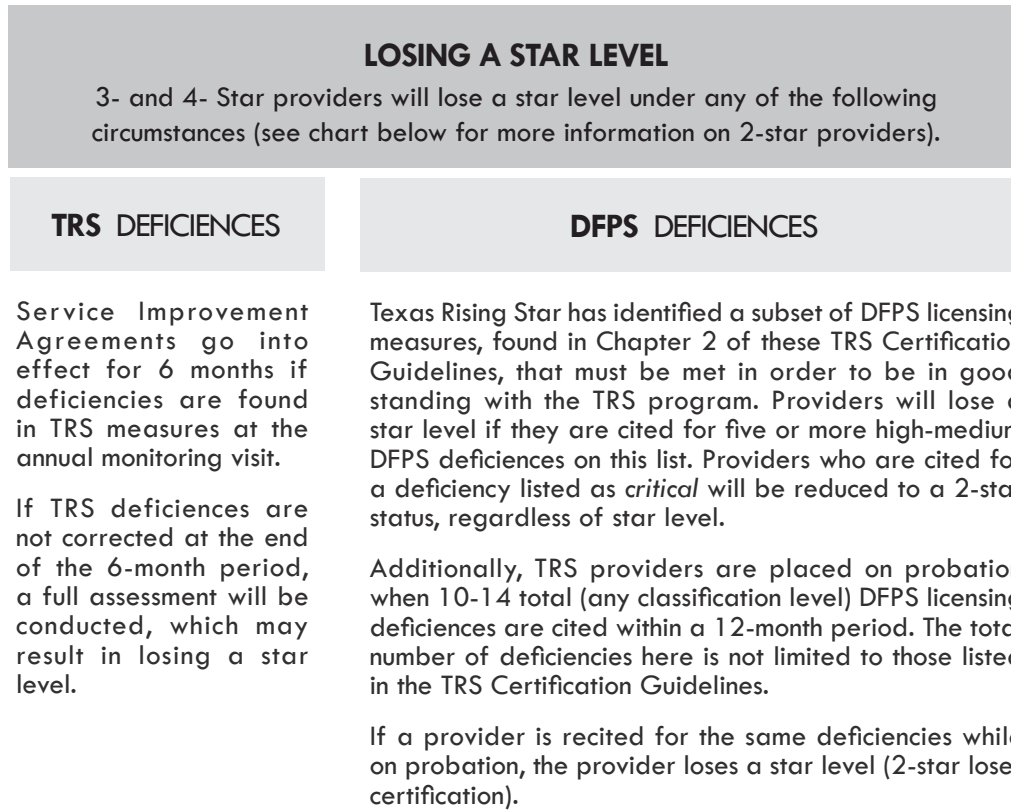 LOSING A STAR LEVEL
3- and 4- Star providers will lose a star level under any of the following
circumstances (see chart below for more information on 2-star providers).
TRS DEFICIENCES
Service Improvement
Agreements go into
effect for 6 months if
deficiencies are found
in TRS measures at the
annual monitoring visit.
If TRS deficiences are
not corrected at the end
of the 6-month period,
a full assessment will be
conducted, which may
result in losing a star
level.
DFPS DEFICIENCES
Texas Rising Star has identified a subset of DFPS licensing
measures, found in Chapter 2 of these TRS Certificatio
Guidelines, that must be met in order to be in good
standing with the TRS program. Providers will lose a
star level if they are cited for five or more high-medium
DFPS deficiences on this list. Providers who are cited fo
a deficiency listed as critical will be reduced to a 2-sta
status, regardless of star level.
Additionally, TRS providers are placed on probation
when 10-14 total (any classification level) DFPS licensing
deficiences are cited within a 12-month period. The tota
number of deficiencies here is not limited to those listed
in the TRS Certification Guidelines.
If a provider is recited for the same deficiencies whil
on probation, the provider loses a star level (2-star lose
certification).